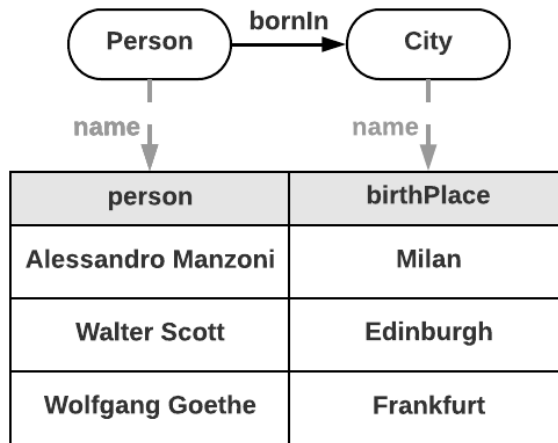 bornIn
Person City
name name
person birthPlace
Alessandro Manzoni Milan
Walter Scott Edinburgh
Wolfgang Goethe Frankfurt